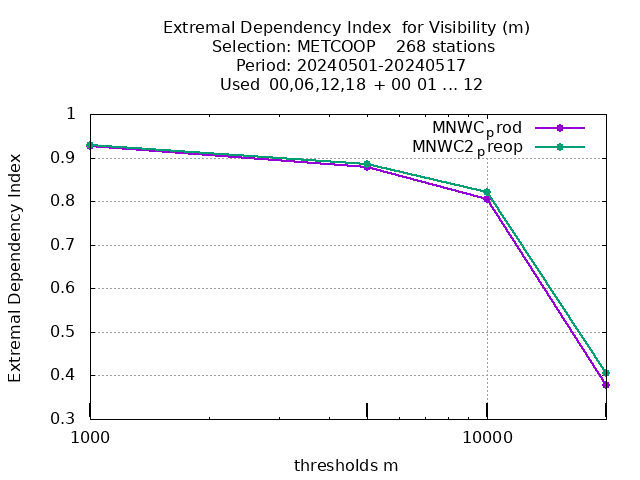 Extremal Dependency Index  for Visibility (m)
Selection: METCOOP    268 stations
Period: 20240501-20240517
Used  00,06,12,18  + 00 01 ... 12
MNWCprod
MNWC2preop
Extremal Dependency Index
1
0.9
0.8
0.7
0.6
0.5
0.4
0.3
1000
10000
thresholds m